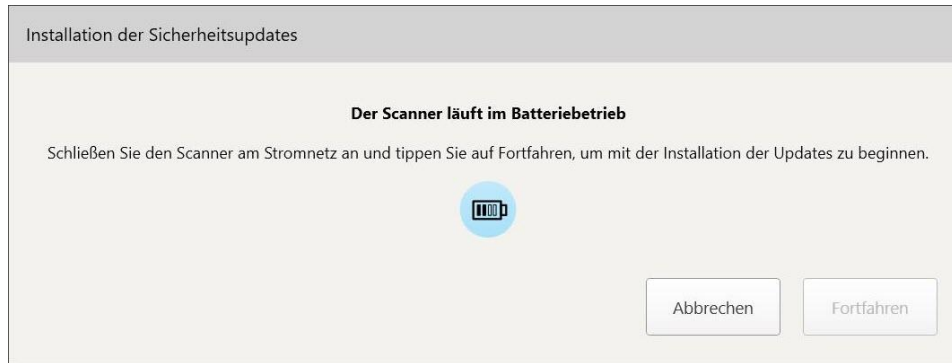 Installation der Sicherheitsupdates
Der Scanner läuft im Batteriebetrieb
Schließen Sie den Scanner am Stromnetz an und tippen Sie auf Fortfahren, um mit der Installation der Updates zu beginnen.
Abbrechen
Fortfahren